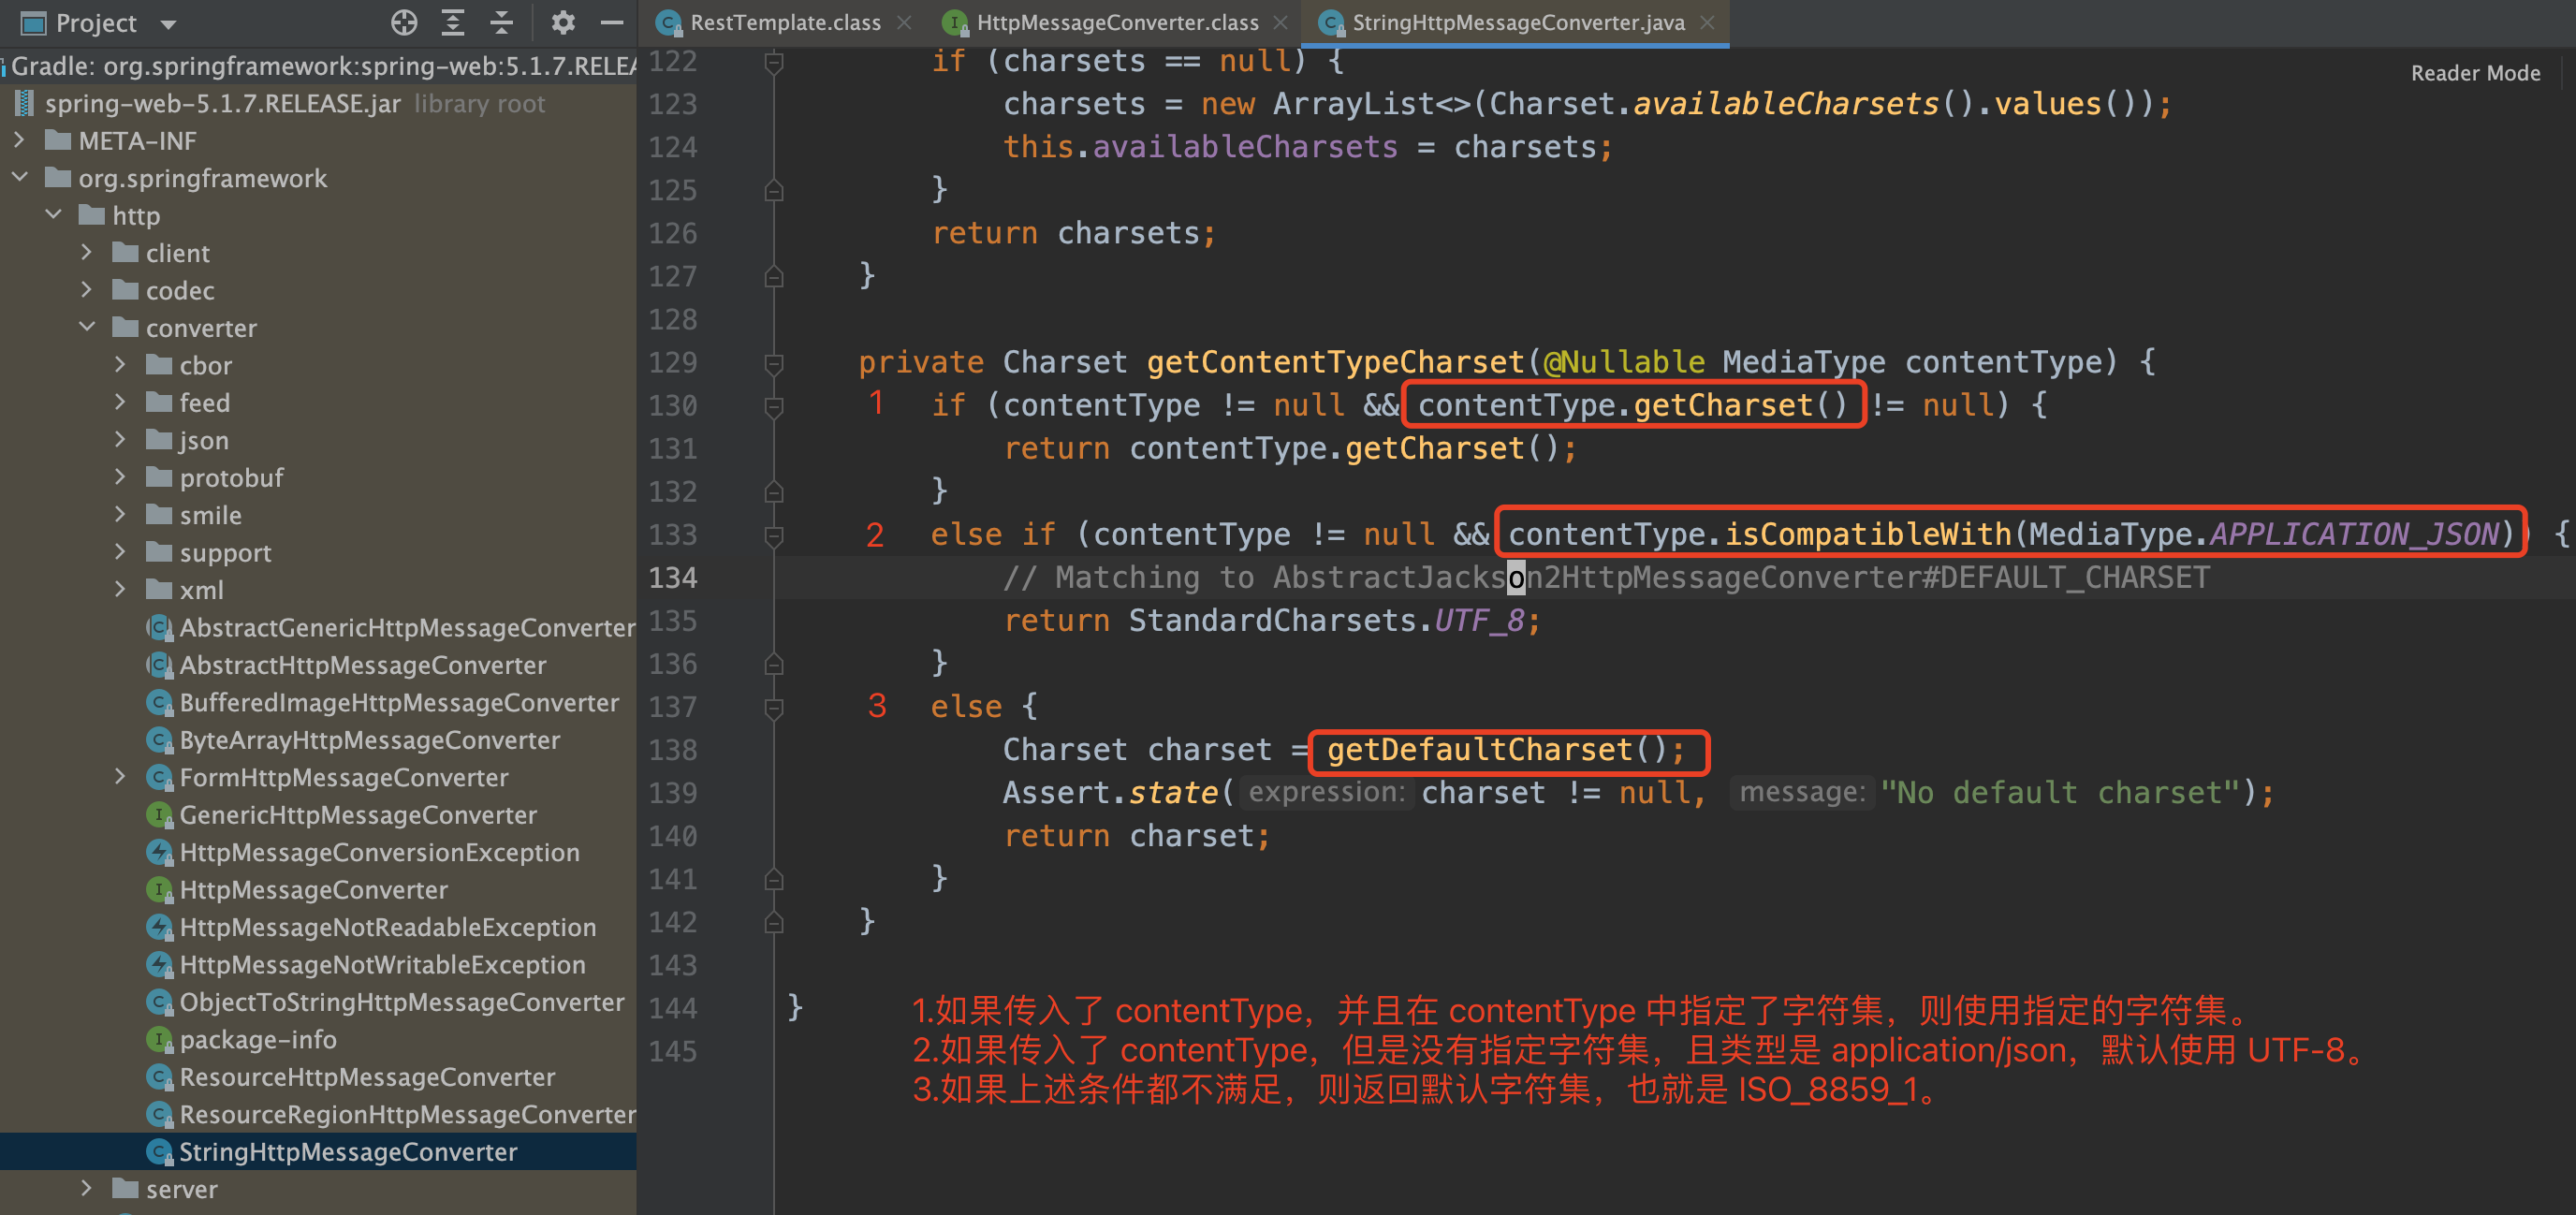 Project
RestTemplate.class
HttpMessageConverter.class
StringHttpMessageConverter.java
Gradle: org.springframework:spring-web:5.1.7.RELEA
spring-web-5.1.7.RELEASE.jar library root
META-INF
org.springframework
http
client
codec
converter
cbor
feed
json
protobuf
smile
support
xml
AbstractGenericHttpMessageConverter
AbstractHttpMessageConverter
BufferedImageHttpMessageConverter
ByteArrayHttpMessageConverter
FormHttpMessageConverter
GenericHttpMessageConverter
HttpMessageConversionException
HttpMessageConverter
HttpMessageNotReadableException
HttpMessageNotWritableException
ObjectToStringHttpMessageConverter
package-info
ResourceHttpMessageConverter
ResourceRegionHttpMessageConverter
StringHttpMessageConverter
server
Reader Mode
122 if (charsets == null) {
123 charsets = new ArrayList<>(Charset.availableCharsets().values());
124 this.availableCharsets = charsets;
125 }
126 return charsets;
127 }
128
129 private Charset getContentTypeCharset(@Nullable MediaType contentType) {
130 1 if (contentType != null && contentType.getCharset() != null) {
131 return contentType.getCharset();
132 }
133 2 else if (contentType != null && contentType.isCompatibleWith(MediaType.APPLICATION_JSON)) {
134 // Matching to AbstractJackson2HttpMessageConverter#DEFAULT_CHARSET
135 return StandardCharsets.UTF_8;
136 }
137 3 else {
138 Charset charset = getDefaultCharset();
139 Assert.state( expression: charset != null, message: "No default charset");
140 return charset;
141 }
142 }
143
144 }
145
1.如果传入了 contentType，并且在 contentType 中指定了字符集，则使用指定的字符集。
2.如果传入了 contentType，但是没有指定字符集，且类型是 application/json，默认使用 UTF-8。
3.如果上述条件都不满足，则返回默认字符集，也就是 ISO_8859_1。